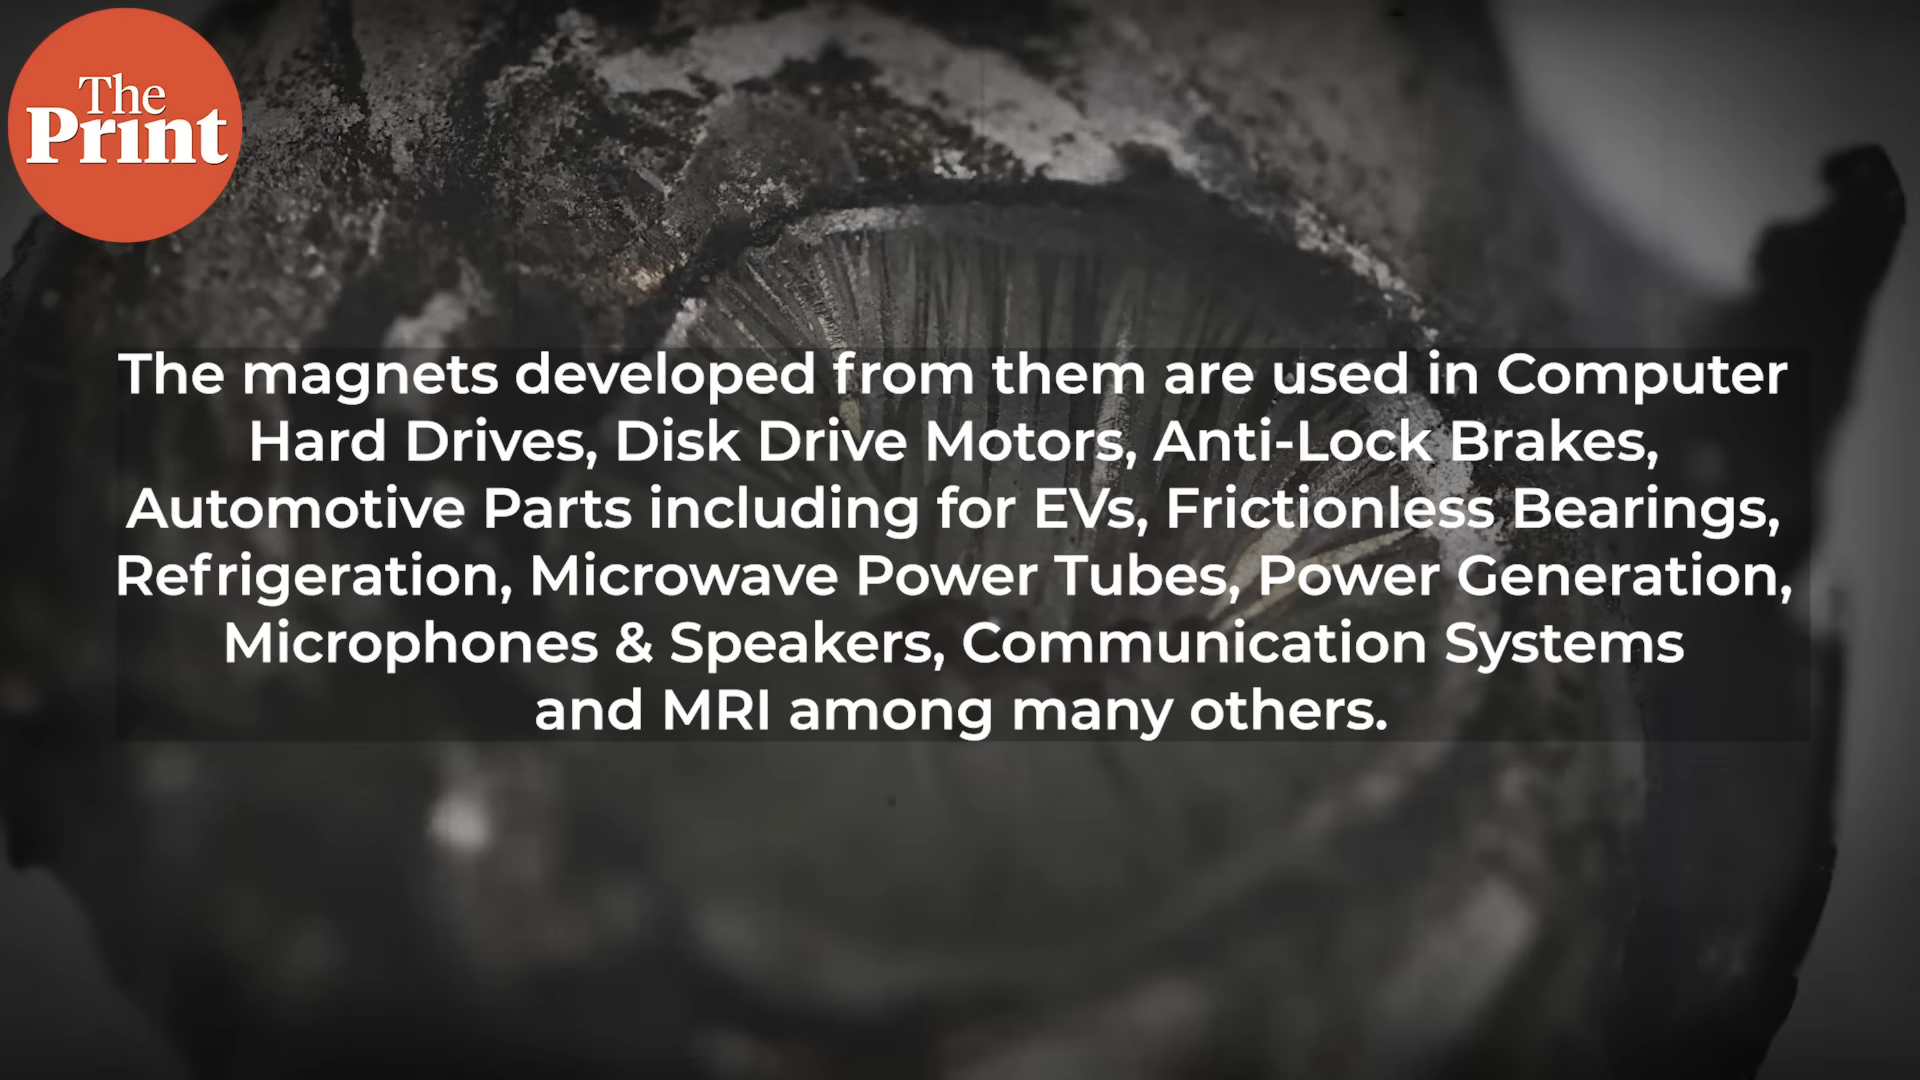 The
Print
The magnets developed from them are used in Computer
Hard Drives, Disk Drive Motors, Anti-Lock Brakes,
Automotive Parts including for EVs, Frictionless Bearings,
Refrigeration, Microwave Power Tubes, Power Generation,
Microphones & Speakers, Communication Systems
and MRI among many others.